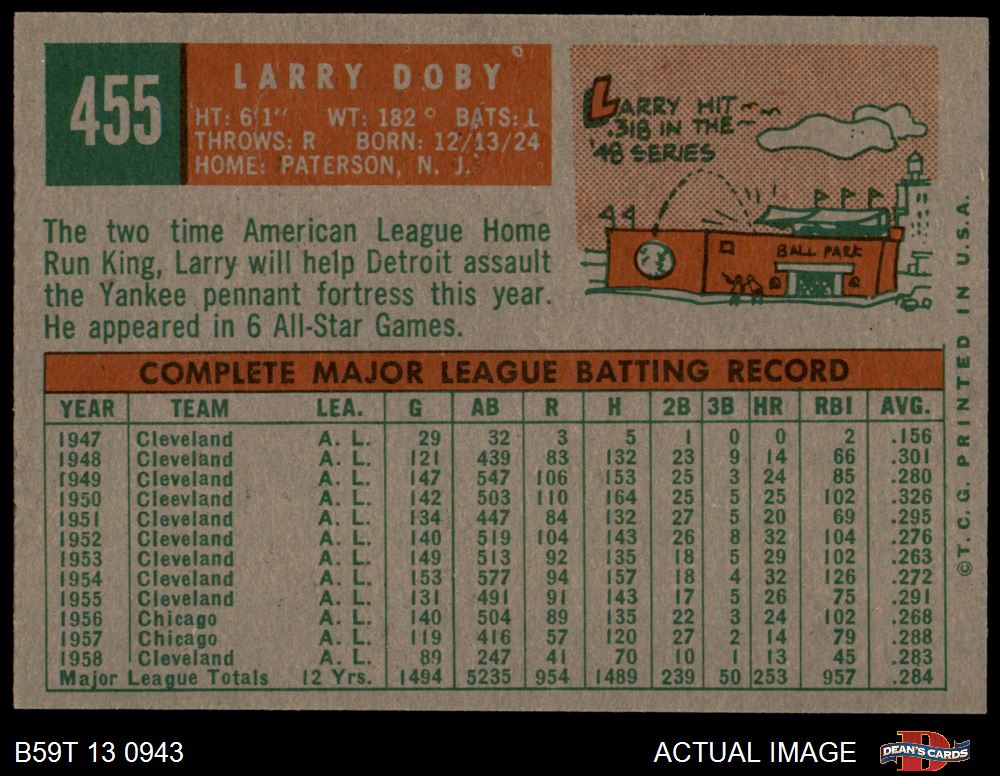 455
LARRY DOBY
HT: 6'1" WT: 182 BATS: L
THROWS: R BORN: 12/13/24
HOME: PATERSON, N. J.
LARRY HIT
.318 IN THE
'48 SERIES
BALL PARK
The two time American League Home
Run King, Larry will help Detroit assault
the Yankee pennant fortress this year.
He appeared in 6 All-Star Games.
COMPLETE MAJOR LEAGUE BATTING RECORD
YEAR TEAM LEA. G AB R H 2B 3B HR RBI AVG.
1947 Cleveland A. L. 29 32 3 5 1 0 0 2 .156
1948 Cleveland A. L. 121 439 83 132 23 9 14 66 .301
1949 Cleveland A. L. 147 547 106 153 25 3 24 85 .280
1950 Cleevland A. L. 142 503 110 164 25 5 25 102 .326
1951 Cleveland A. L. 134 447 84 132 27 5 20 69 .295
1952 Cleveland A. L. 140 519 104 143 26 8 32 104 .276
1953 Cleveland A. L. 149 513 92 135 18 5 29 102 .263
1954 Cleveland A. L. 153 577 94 157 18 4 32 126 .272
1955 Cleveland A. L. 131 491 91 143 17 5 26 75 .291
1956 Chicago A. L. 140 504 89 135 22 3 24 102 .268
1957 Chicago A. L. 119 416 57 120 27 2 14 79 .288
1958 Cleveland A. L. 89 247 41 70 10 1 13 45 .283
Major League Totals 12 Yrs. 1494 5235 954 1489 239 50 253 957 .284
©T. C. G. PRINTED IN U.S.A.
B59T 13 0943
ACTUAL IMAGE
DEAN'S CARDS